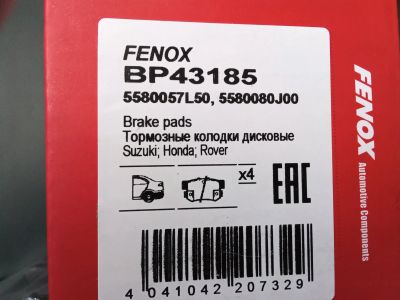 FENOX
BP43185
5580057L50, 5580080J00
Brake pads
Тормозные колодки дисковые
Suzuki; Honda; Rover
x4
EAC
4 041042 207329
FENOX
Automotive Components